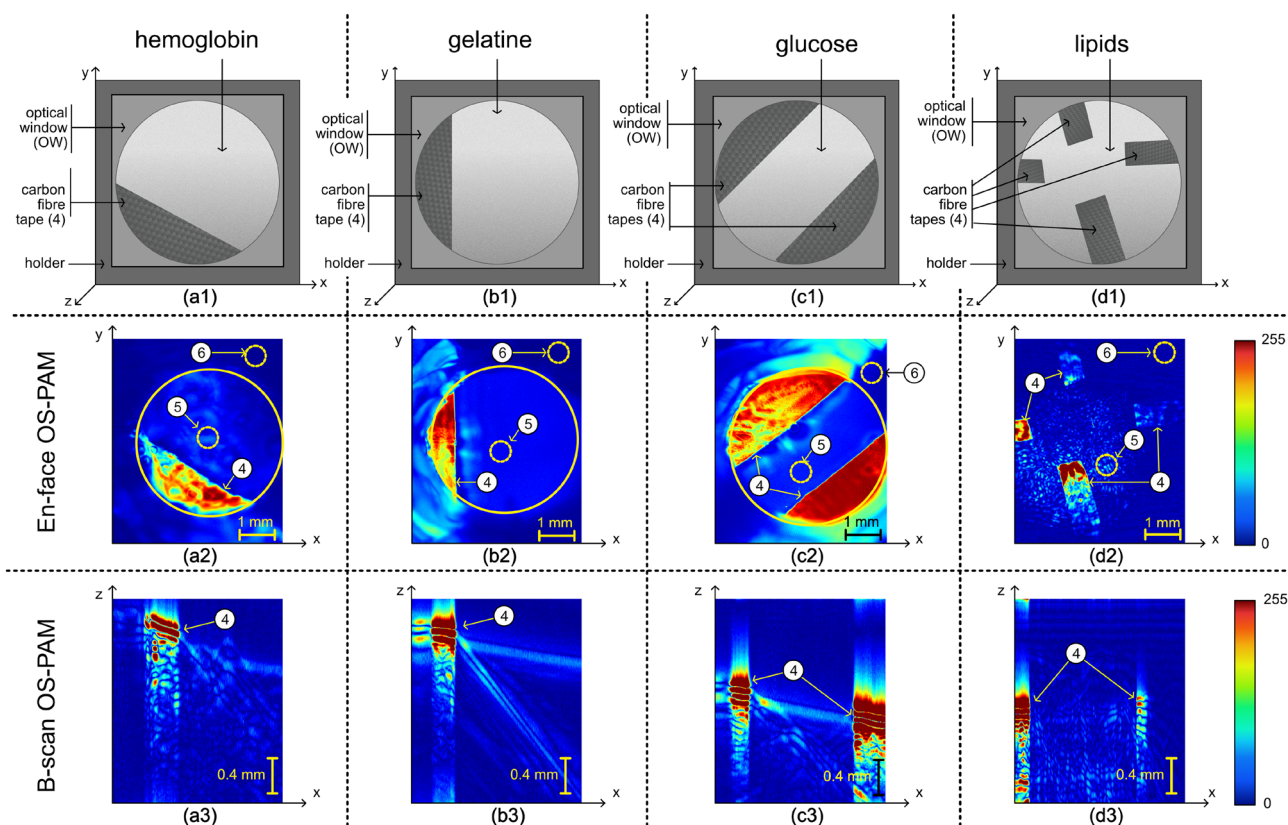 hemoglobin
gelatine
glucose
lipids
y
optical
window
(OW)
carbon
fibre
tape (4)
holder
z
x
(a1)
y
optical
window
(OW)
carbon
fibre
tape (4)
holder
z
x
(b1)
y
optical
window
(OW)
carbon
fibre
tapes (4)
holder
z
x
(c1)
y
optical
window
(OW)
carbon
fibre
tapes (4)
holder
z
x
(d1)
En-face OS-PAM
y
6
5
4
1 mm
x
(a2)
y
6
5
4
1 mm
x
(b2)
y
6
5
4
1 mm
x
(c2)
y
6
4
5
4
4
1 mm
x
(d2)
255
0
B-scan OS-PAM
z
4
0.4 mm
x
(a3)
z
4
0.4 mm
x
(b3)
z
4
0.4 mm
x
(c3)
z
4
0.4 mm
x
(d3)
255
0